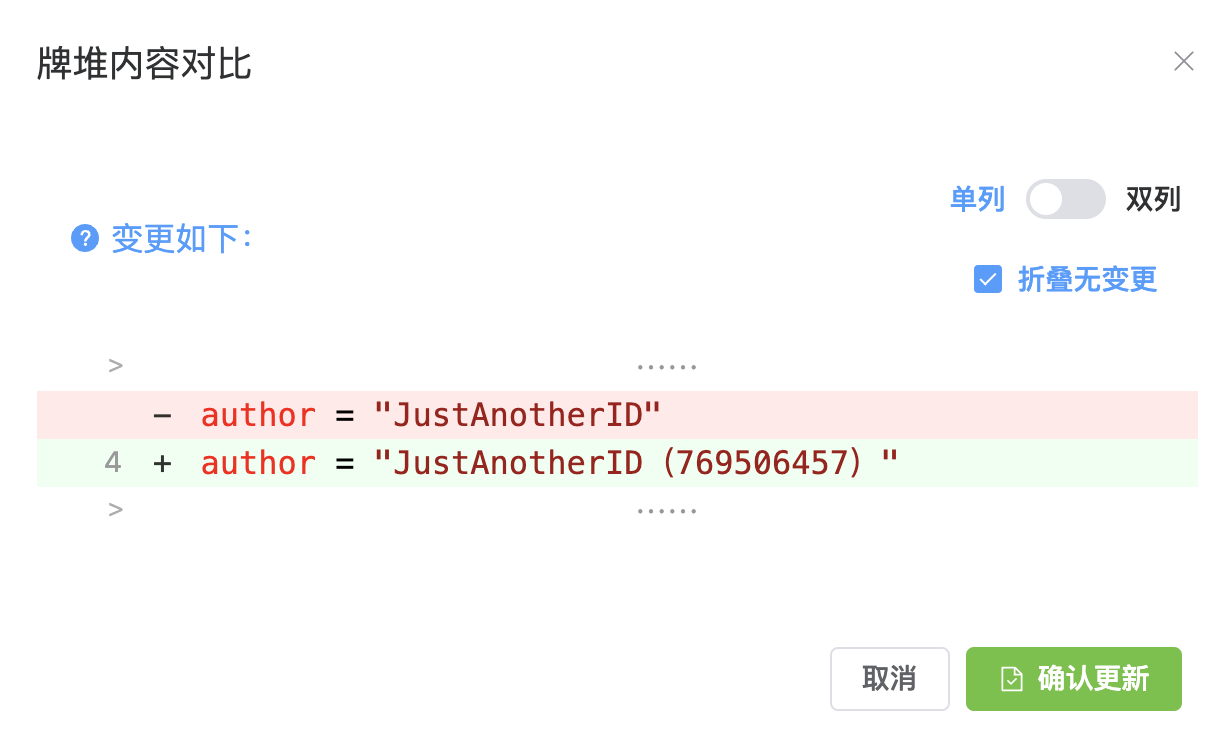 牌堆内容对比
单列 双列
变更如下：
折叠无变更
> ······
- author = "JustAnotherID"
4 + author = "JustAnotherID（769506457）"
> ······
取消 确认更新